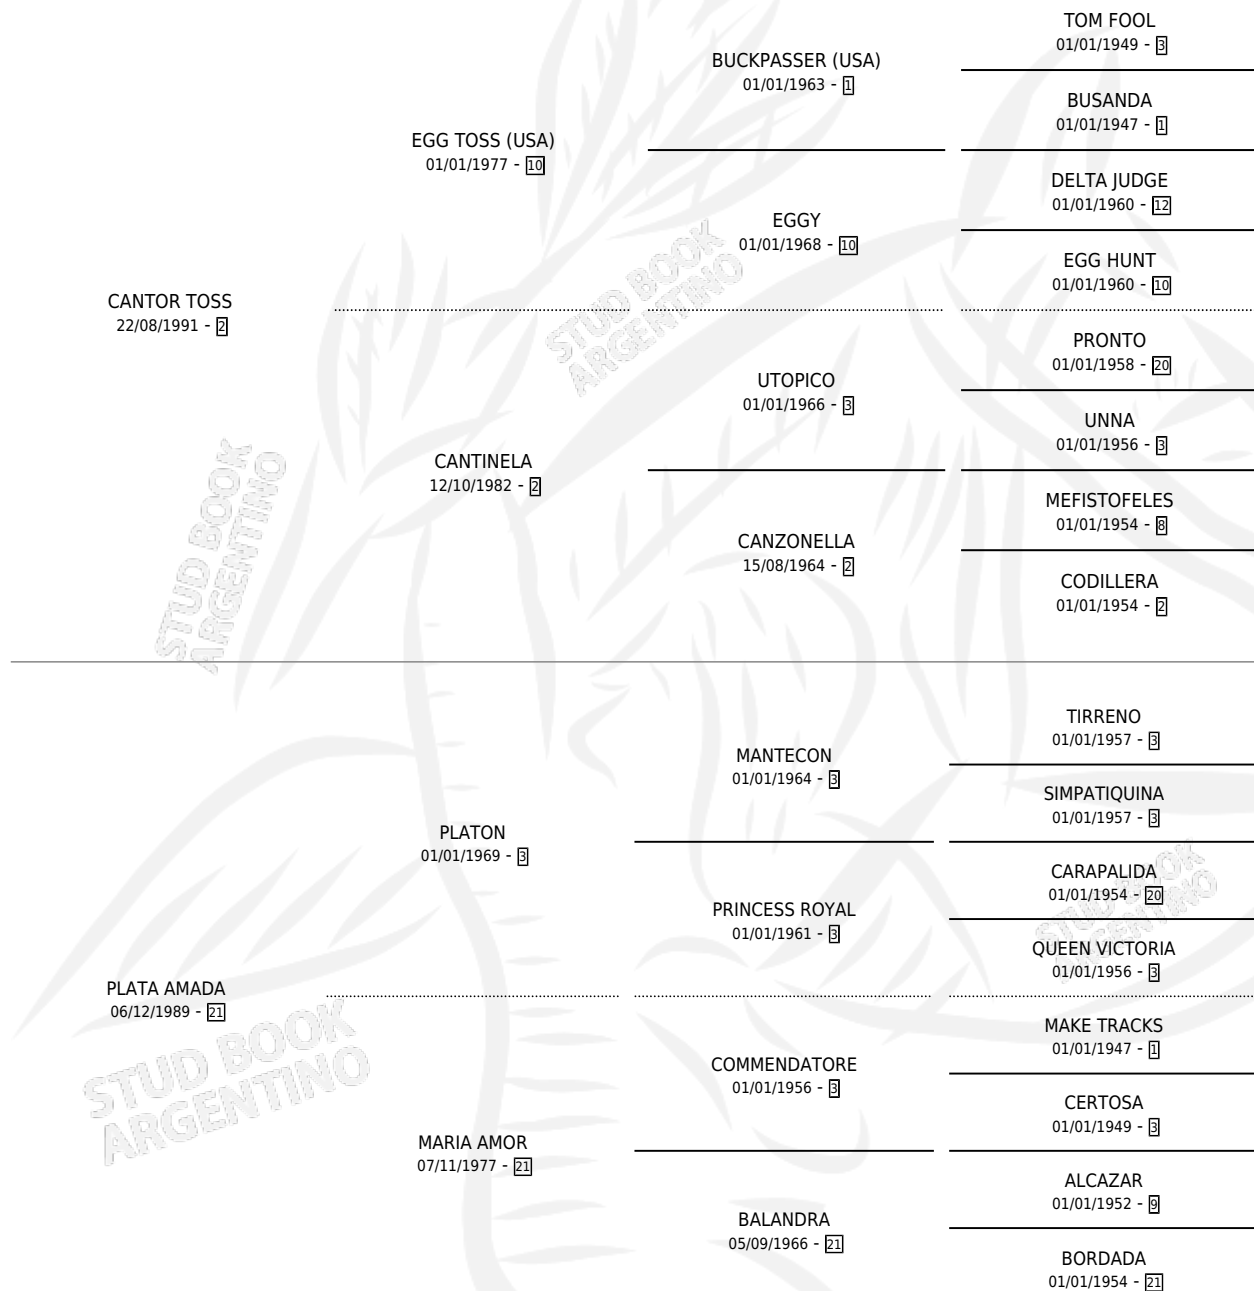 TOM FOOL
01/01/1949 - 3
BUCKPASSER (USA)
01/01/1963 - 1
BUSANDA
01/01/1947 - 1
EGG TOSS (USA)
01/01/1977 - 10
DELTA JUDGE
01/01/1960 - 12
EGGY
01/01/1968 - 10
EGG HUNT
01/01/1960 - 10
CANTOR TOSS
22/08/1991 - 2
PRONTO
01/01/1958 - 20
UTOPICO
01/01/1966 - 3
UNNA
01/01/1956 - 3
CANTINELA
12/10/1982 - 2
MEFISTOFELES
01/01/1954 - 8
CANZONELLA
15/08/1964 - 2
CODILLERA
01/01/1954 - 2
TIRRENO
01/01/1957 - 3
MANTECON
01/01/1964 - 3
SIMPATIQUINA
01/01/1957 - 3
PLATON
01/01/1969 - 3
CARAPALIDA
01/01/1954 - 20
PRINCESS ROYAL
01/01/1961 - 3
QUEEN VICTORIA
01/01/1956 - 3
PLATA AMADA
06/12/1989 - 21
MAKE TRACKS
01/01/1947 - 1
COMMENDATORE
01/01/1956 - 3
CERTOSA
01/01/1949 - 3
MARIA AMOR
07/11/1977 - 21
ALCAZAR
01/01/1952 - 9
BALANDRA
05/09/1966 - 21
BORDADA
01/01/1954 - 21
STUD BOOK
ARGENTINO
STUD BOOK
ARGENTINO
STUD BOOK
ARGENTINO
STUD BOOK
ARGENTINO